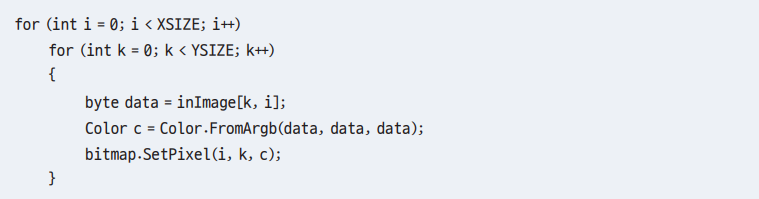 for (int i = 0; i < XSIZE; i++)
for (int k = 0; k < YSIZE; k++)
{
byte data = inImage[k, i];
Color c = Color.FromArgb(data, data, data);
bitmap.SetPixel(i, k, c);
}